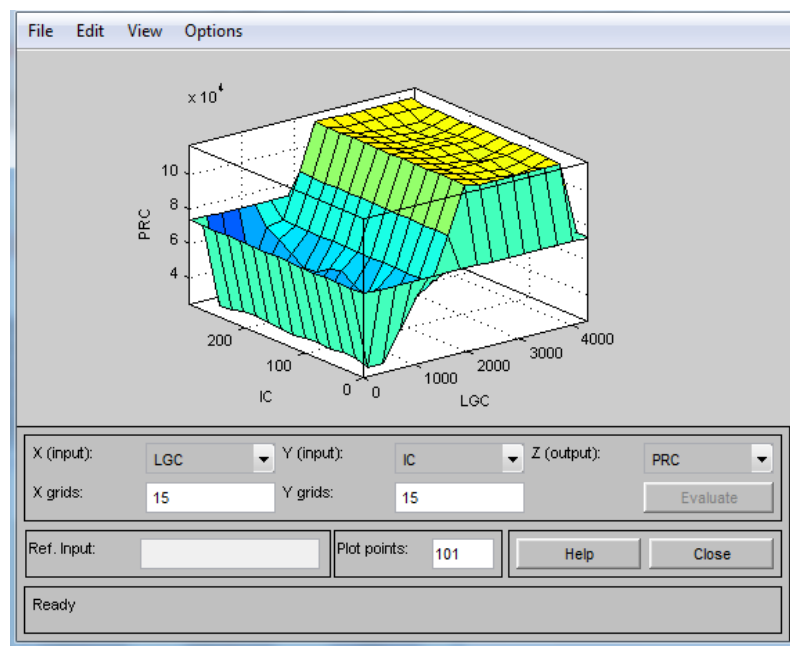 File Edit View Options
x 10⁴
10
8
6
4
PRC
200
100
0
IC
0
1000
2000
3000
4000
LGC
X (input): LGC Y (input): IC Z (output): PRC
X grids: 15 Y grids: 15 Evaluate
Ref. Input: Plot points: 101 Help Close
Ready